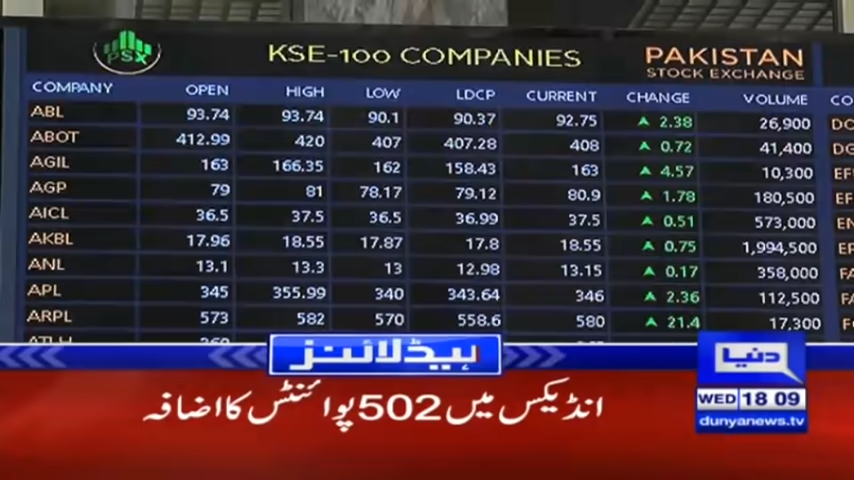 PSX
KSE-100 COMPANIES
PAKISTAN
STOCK EXCHANGE
COMPANY OPEN HIGH LOW LDCP CURRENT CHANGE VOLUME CO
ABL 93.74 93.74 90.1 90.37 92.75 ▲ 2.38 26,900
ABOT 412.99 420 407 407.28 408 ▲ 0.72 41,400
AGIL 163 166.35 162 158.43 163 ▲ 4.57 10,300
AGP 79 81 78.17 79.12 80.9 ▲ 1.78 180,500
AICL 36.5 37.5 36.5 36.99 37.5 ▲ 0.51 573,000
AKBL 17.96 18.55 17.87 17.8 18.55 ▲ 0.75 1,994,500
ANL 13.1 13.3 13 12.98 13.15 ▲ 0.17 358,000
APL 345 355.99 340 343.64 346 ▲ 2.36 112,500
ARPL 573 582 570 558.6 580 ▲ 21.4 17,300
ہیڈلائنز
دنیا
انڈیکس میں 502 پوائنٹس کا اضافہ
WED 18 09
dunyanews.tv